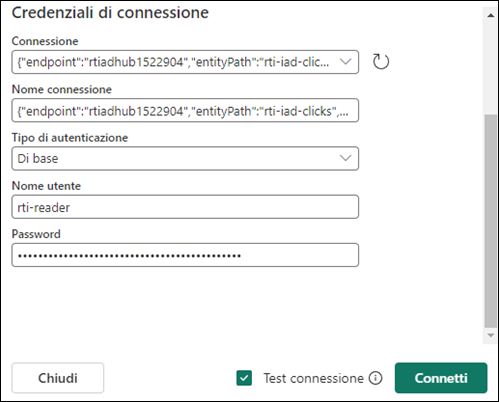 Credenziali di connessione
Connessione
{"endpoint":"rtiadhub1522904","entityPath":"rti-iad-clic...
Nome connessione
{"endpoint":"rtiadhub1522904","entityPath":"rti-iad-clicks",...
Tipo di autenticazione
Di base
Nome utente
rti-reader
Password
••••••••••••••••••••••••••••••••••••••••••••
Chiudi
Test connessione
Connetti